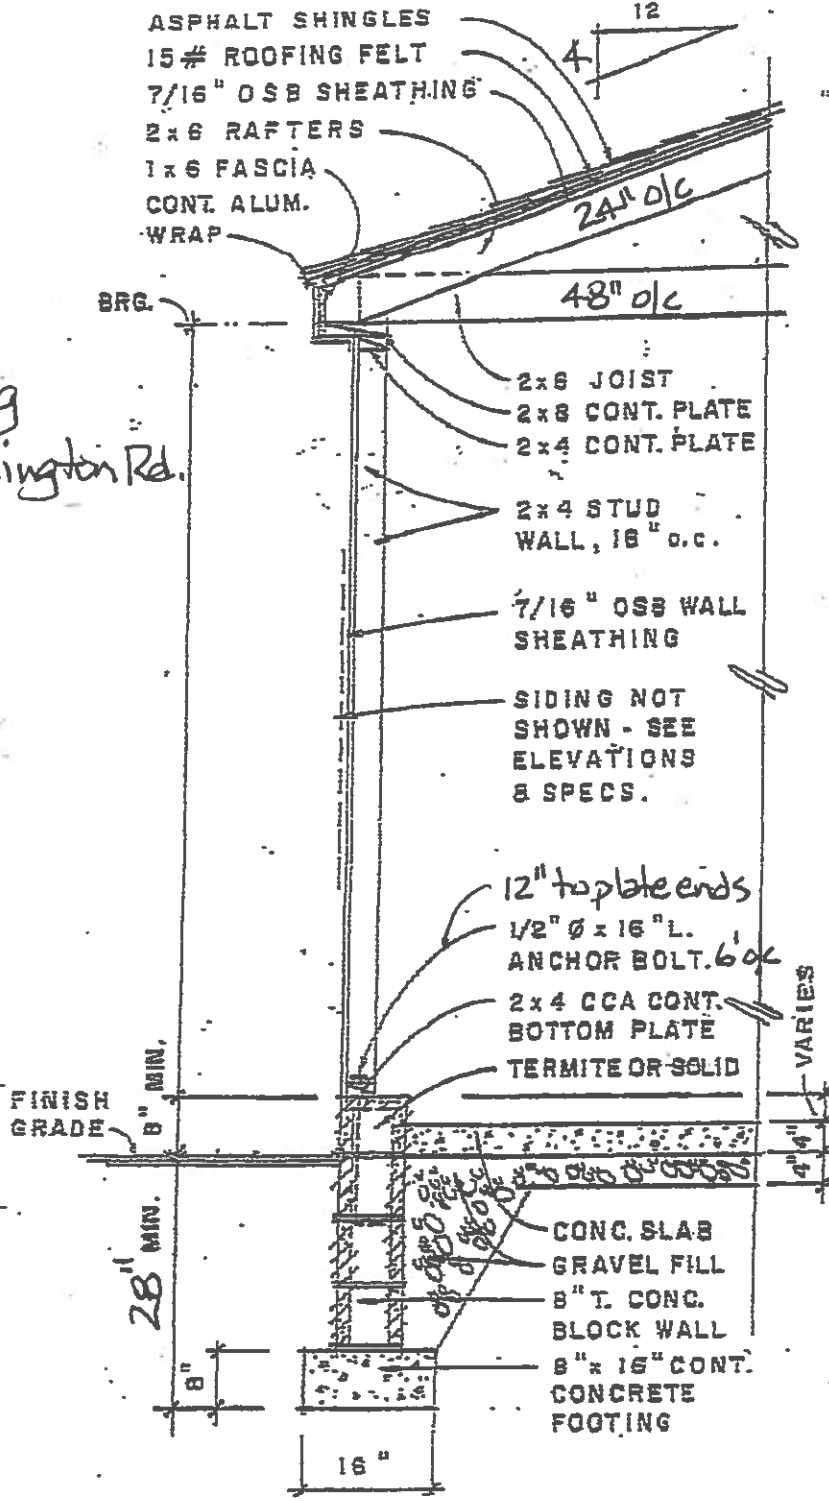 ASPHALT SHINGLES
15# ROOFING FELT
7/16" OSB SHEATHING
2x6 RAFTERS
1x6 FASCIA
CONT. ALUM.
WRAP
12
4
24" O/C
48" O/C
BRG.
2x6 JOIST
2x8 CONT. PLATE
2x4 CONT. PLATE
ington Rd.
2x4 STUD
WALL, 16" o.c.
7/16" OSB WALL
SHEATHING
SIDING NOT
SHOWN - SEE
ELEVATIONS
& SPECS.
12" to plate ends
1/2" Ø x 16" L.
ANCHOR BOLT. 6' oc
2x4 CCA CONT.
BOTTOM PLATE
TERMITE OR SOLID
VARIES
8" MIN.
FINISH
GRADE
4" 4"
28" MIN.
CONC. SLAB
GRAVEL FILL
8" T. CONC.
BLOCK WALL
8" x 16" CONT.
CONCRETE
FOOTING
8"
16"